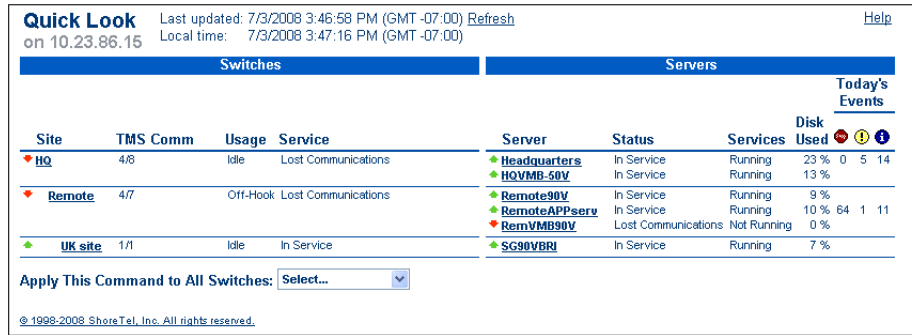 Quick Look Last updated: 7/3/2008 3:46:58 PM (GMT -07:00) Refresh Help
on 10.23.86.15 Local time: 7/3/2008 3:47:16 PM (GMT -07:00)
Switches Servers
Today's
Events
Disk
Site TMS Comm Usage Service Server Status Services Used
HQ 4/8 Idle Lost Communications Headquarters In Service Running 23 % 0 5 14
HQVMB-50V In Service Running 13 %
Remote 4/7 Off-Hook Lost Communications Remote90V In Service Running 9 %
RemoteAPPserv In Service Running 10 % 64 1 11
RemVMB90V Lost Communications Not Running 0 %
UK site 1/1 Idle In Service SG90VBRI In Service Running 7 %
Apply This Command to All Switches: Select...
© 1998-2008 ShoreTel, Inc. All rights reserved.